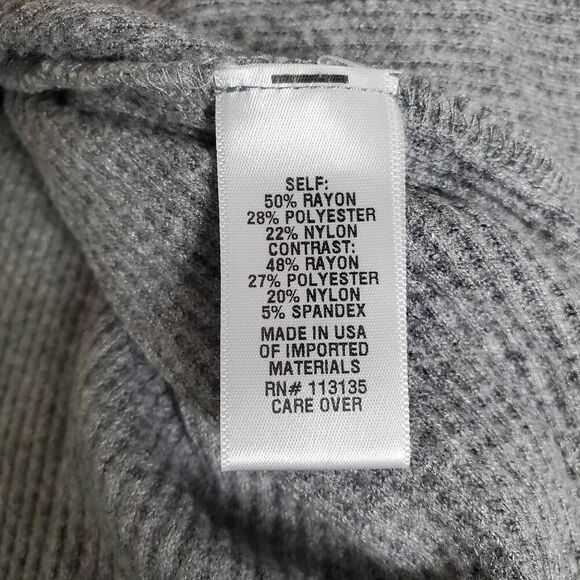 SELF:
50% RAYON
28% POLYESTER
22% NYLON
CONTRAST:
48% RAYON
27% POLYESTER
20% NYLON
5% SPANDEX
MADE IN USA
OF IMPORTED
MATERIALS
RN# 113135
CARE OVER